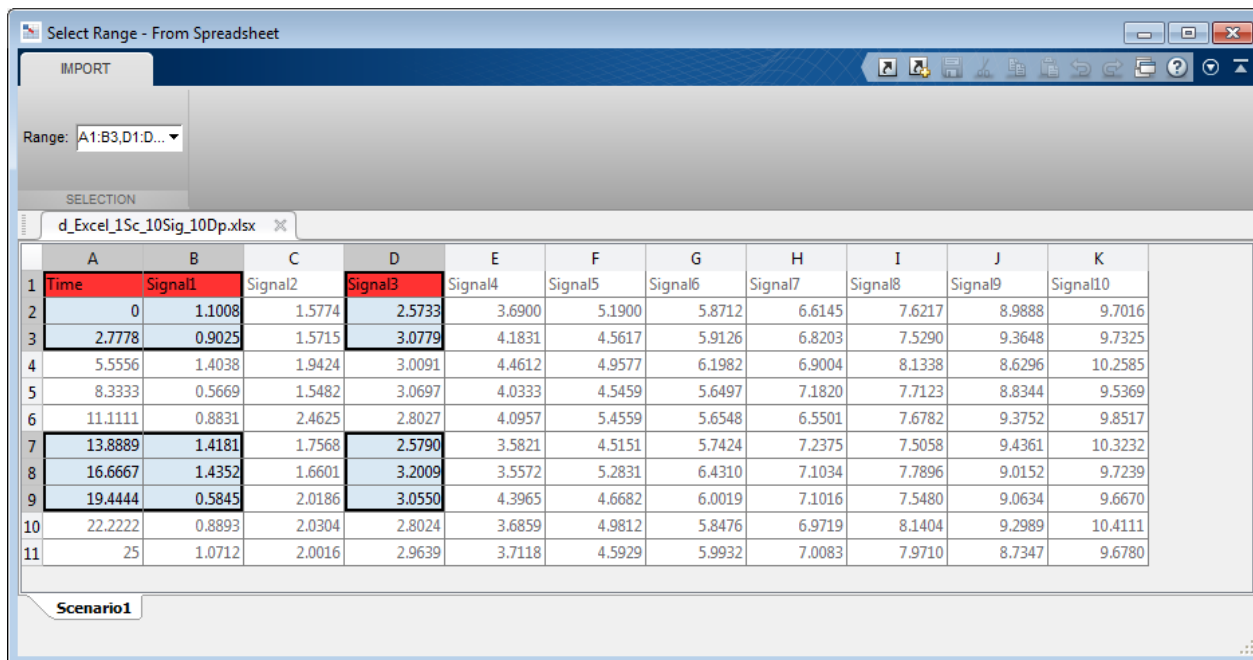 Select Range - From Spreadsheet
IMPORT
Range: A1:B3,D1:D...
SELECTION
d_Excel_1Sc_10Sig_10Dp.xlsx
A B C D E F G H I J K
1 Time Signal1 Signal2 Signal3 Signal4 Signal5 Signal6 Signal7 Signal8 Signal9 Signal10
2 0 1.1008 1.5774 2.5733 3.6900 5.1900 5.8712 6.6145 7.6217 8.9888 9.7016
3 2.7778 0.9025 1.5715 3.0779 4.1831 4.5617 5.9126 6.8203 7.5290 9.3648 9.7325
4 5.5556 1.4038 1.9424 3.0091 4.4612 4.9577 6.1982 6.9004 8.1338 8.6296 10.2585
5 8.3333 0.5669 1.5482 3.0697 4.0333 4.5459 5.6497 7.1820 7.7123 8.8344 9.5369
6 11.1111 0.8831 2.4625 2.8027 4.0957 5.4559 5.6548 6.5501 7.6782 9.3752 9.8517
7 13.8889 1.4181 1.7568 2.5790 3.5821 4.5151 5.7424 7.2375 7.5058 9.4361 10.3232
8 16.6667 1.4352 1.6601 3.2009 3.5572 5.2831 6.4310 7.1034 7.7896 9.0152 9.7239
9 19.4444 0.5845 2.0186 3.0550 4.3965 4.6682 6.0019 7.1016 7.5480 9.0634 9.6670
10 22.2222 0.8893 2.0304 2.8024 3.6859 4.9812 5.8476 6.9719 8.1404 9.2989 10.4111
11 25 1.0712 2.0016 2.9639 3.7118 4.5929 5.9932 7.0083 7.9710 8.7347 9.6780
Scenario1